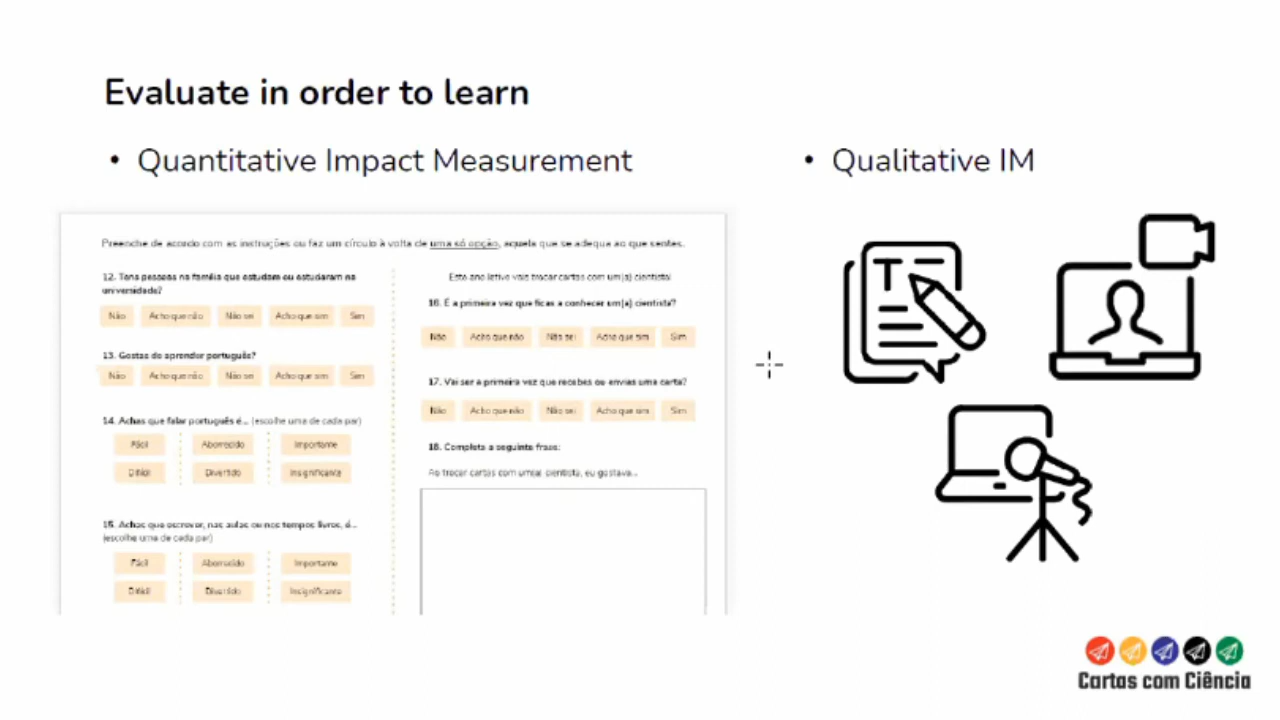 Evaluate in order to learn
• Quantitative Impact Measurement
• Qualitative IM
Preenche de acordo com as instruções ou faz um círculo à volta de uma só opção, aquela que se adequa ao que sentes.
12. Tens pessoas na família que estudam ou estudaram na
universidade?
Não Acho que não Não sei Acho que sim Sim
13. Gostas de aprender português?
Não Acho que não Não sei Acho que sim Sim
14. Achas que falar português é... (escolhe uma de cada par)
Fácil Aborrecido Importante
Difícil Divertido Insignificante
15. Achas que escrever, nas aulas ou nos tempos livres, é...
(escolhe uma de cada par)
Fácil Aborrecido Importante
Difícil Divertido Insignificante
Este ano letivo vais trocar cartas com um(a) cientista!
16. É a primeira vez que ficas a conhecer um(a) cientista?
Não Acho que não Não sei Acho que sim Sim
17. Vai ser a primeira vez que recebes ou envias uma carta?
Não Acho que não Não sei Acho que sim Sim
18. Completa a seguinte frase:
Ao trocar cartas com um(a) cientista, eu gostava...
T
Cartas com Ciência